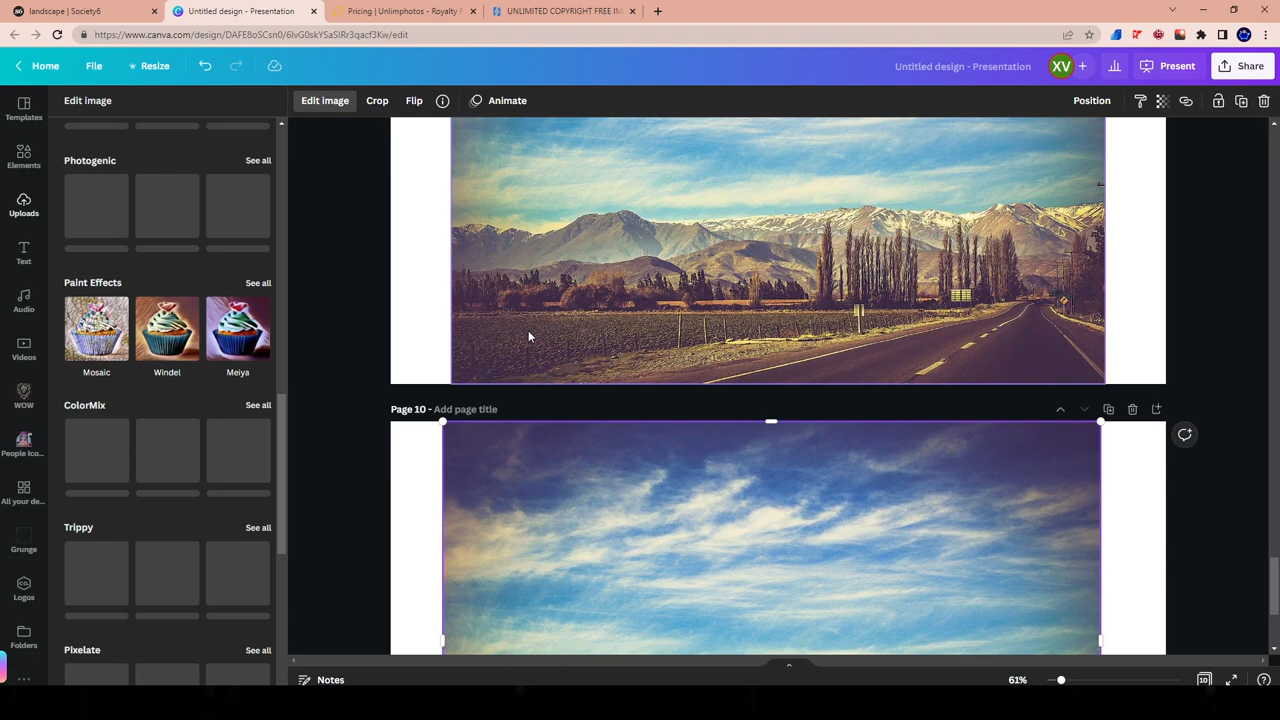 landscape | Society6
Untitled design - Presentation
Pricing | Unlimphotos - Royalty F
UNLIMITED COPYRIGHT FREE IM
https://www.canva.com/design/DAFE8oSCsn0/6lvG0skYSaSIRr3qacf3Kw/edit
Home
File
Resize
Untitled design - Presentation
XV
Present
Share
Edit image
Edit image
Crop
Flip
Animate
Position
Templates
Elements
Uploads
Text
Audio
Videos
WOW
People Ico...
All your de...
Grunge
Logos
Folders
Photogenic
See all
Paint Effects
See all
Mosaic
Windel
Meiya
ColorMix
See all
Trippy
See all
Pixelate
See all
Page 10 - Add page title
Notes
61%
10